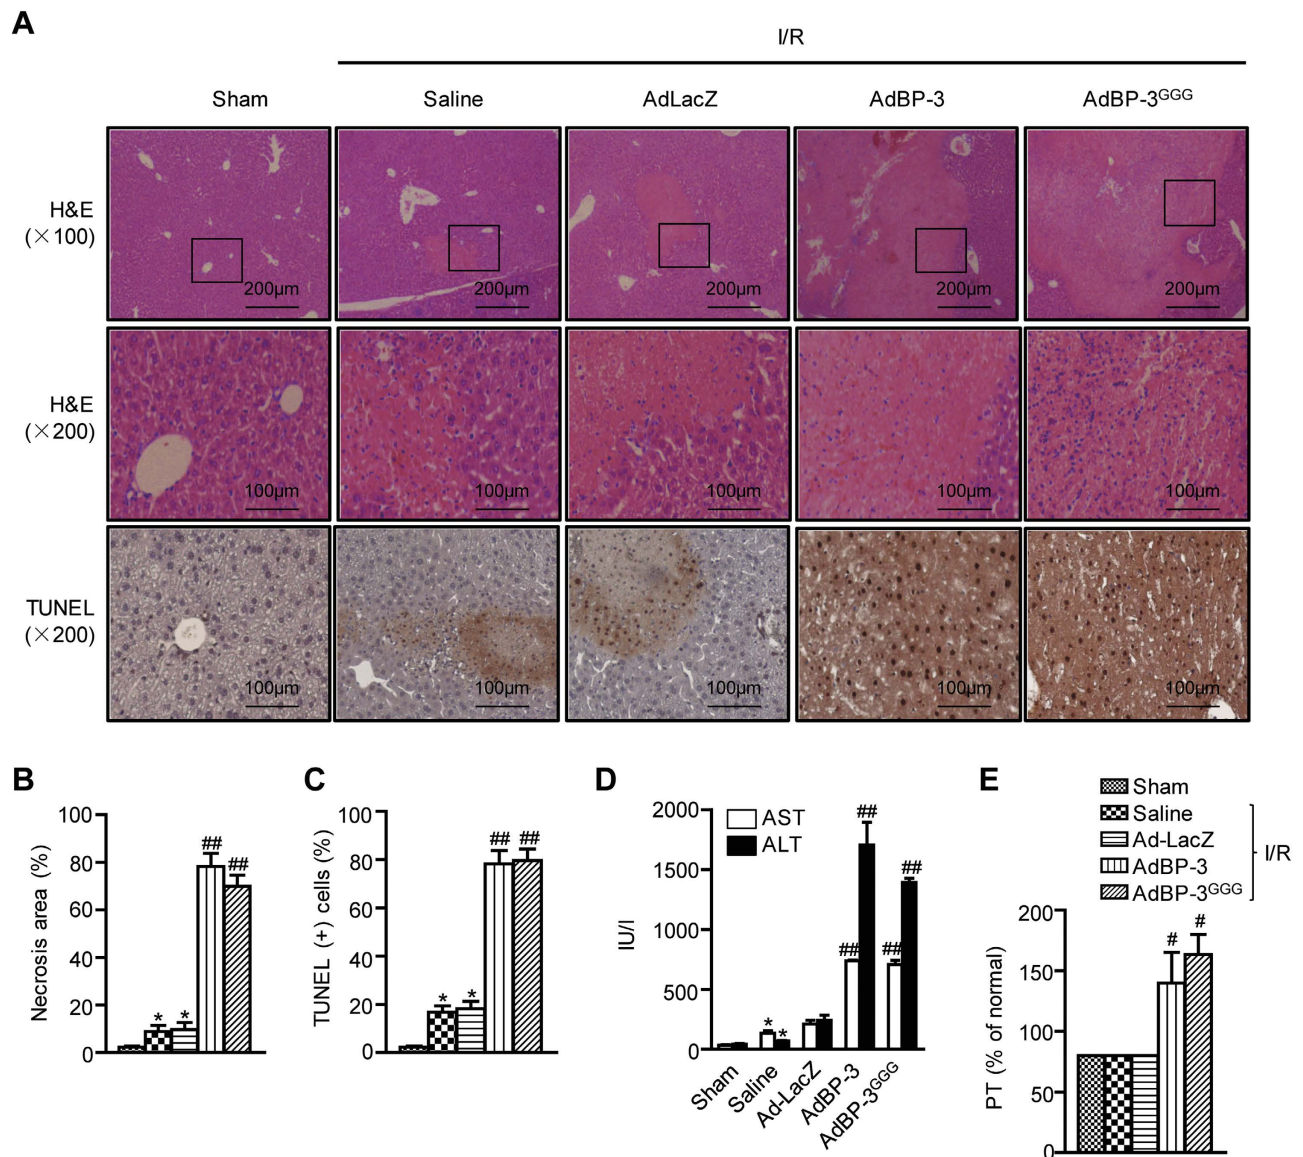 A
I/R
Sham Saline AdLacZ AdBP-3 AdBP-3GGG
H&E
(×100)
200μm 200μm 200μm 200μm 200μm
H&E
(×200)
100μm 100μm 100μm 100μm 100μm
TUNEL
(×200)
100μm 100μm 100μm 100μm 100μm
B
Necrosis area (%)
100
80
60
40
20
0
* * ## ##
C
TUNEL (+) cells (%)
100
80
60
40
20
0
* * ## ##
D
IU/l
2000
1500
1000
500
0
AST
ALT
* * ## ## ## ##
Sham Saline Ad-LacZ AdBP-3 AdBP-3GGG
E
Sham
Saline
Ad-LacZ
AdBP-3
AdBP-3GGG
I/R
PT (% of normal)
200
150
100
50
0
# #